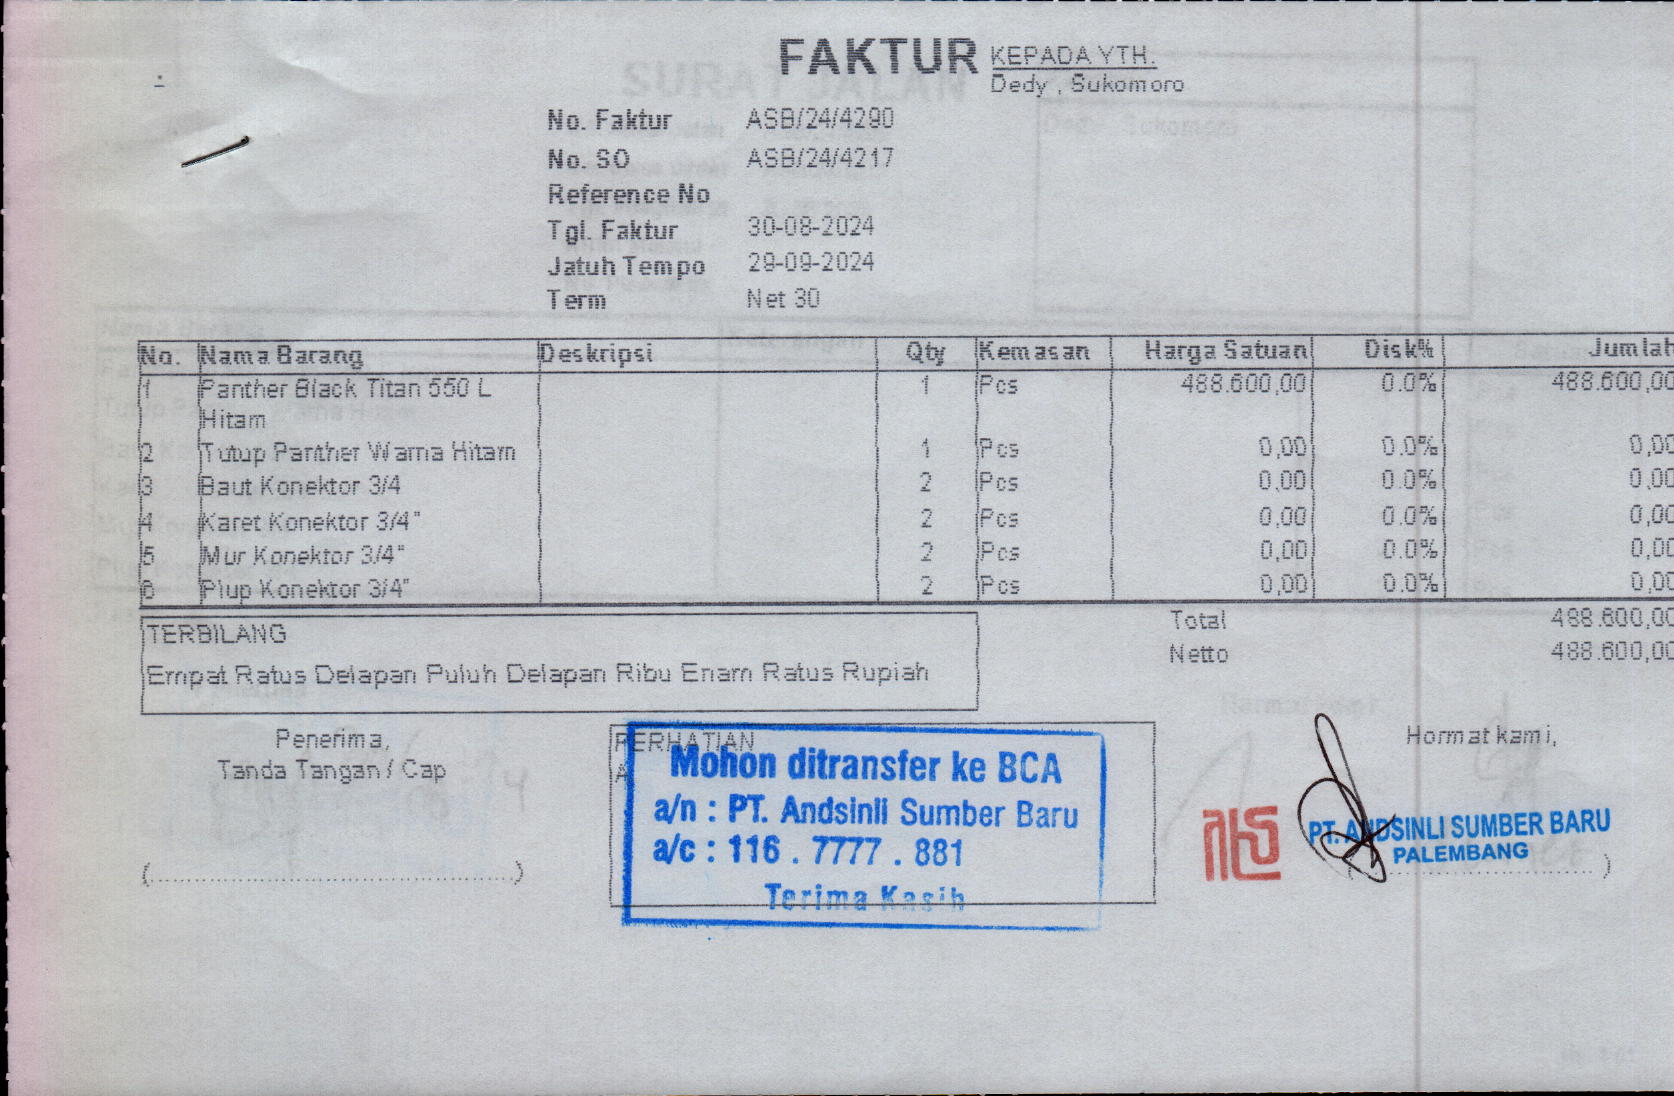 FAKTUR
KEPADA YTH.
Dedy , Sukomoro
No. Faktur ASB/24/4290
No. SO ASB/24/4217
Reference No
Tgl. Faktur 30-08-2024
Jatuh Tempo 29-09-2024
Term Net 30
No. Nama Barang Deskripsi Qty Kemasan Harga Satuan Disk% Jumlah
1 Panther Black Titan 550 L 1 Pcs 488.600,00 0.0% 488.600,00
Hitam
2 Tutup Panther Warna Hitam 1 Pcs 0,00 0.0% 0,00
3 Baut Konektor 3/4 2 Pcs 0,00 0.0% 0,00
4 Karet Konektor 3/4" 2 Pcs 0,00 0.0% 0,00
5 Mur Konektor 3/4" 2 Pcs 0,00 0.0% 0,00
6 Plup Konektor 3/4" 2 Pcs 0,00 0.0% 0,00
Total 488.600,00
Netto 488.600,00
TERBILANG
Empat Ratus Delapan Puluh Delapan Ribu Enam Ratus Rupiah
Penerima,
Tanda Tangan / Cap
(....................................................)
PERHATIAN
Mohon ditransfer ke BCA
a/n : PT. Andsinli Sumber Baru
a/c : 116 . 7777 . 881
Terima Kasih
Hormat kami,
PT. ANDSINLI SUMBER BARU
PALEMBANG